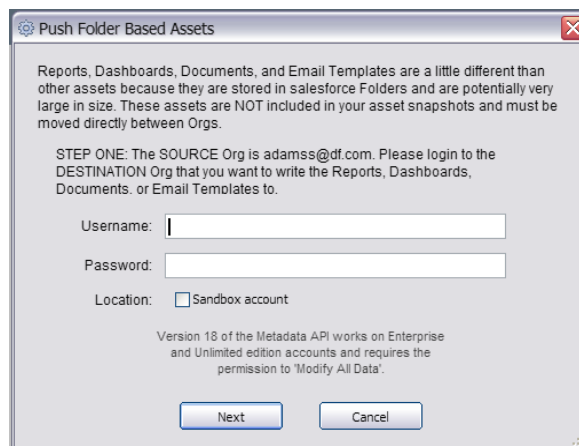 Push Folder Based Assets
Reports, Dashboards, Documents, and Email Templates are a little different than
other assets because they are stored in salesforce Folders and are potentially very
large in size. These assets are NOT included in your asset snapshots and must be
moved directly between Orgs.
STEP ONE: The SOURCE Org is adamss@df.com. Please login to the
DESTINATION Org that you want to write the Reports, Dashboards,
Documents. or Email Templates to.
Username:
Password:
Location: Sandbox account
Version 18 of the Metadata API works on Enterprise
and Unlimited edition accounts and requires the
permission to 'Modify All Data'.
Next Cancel